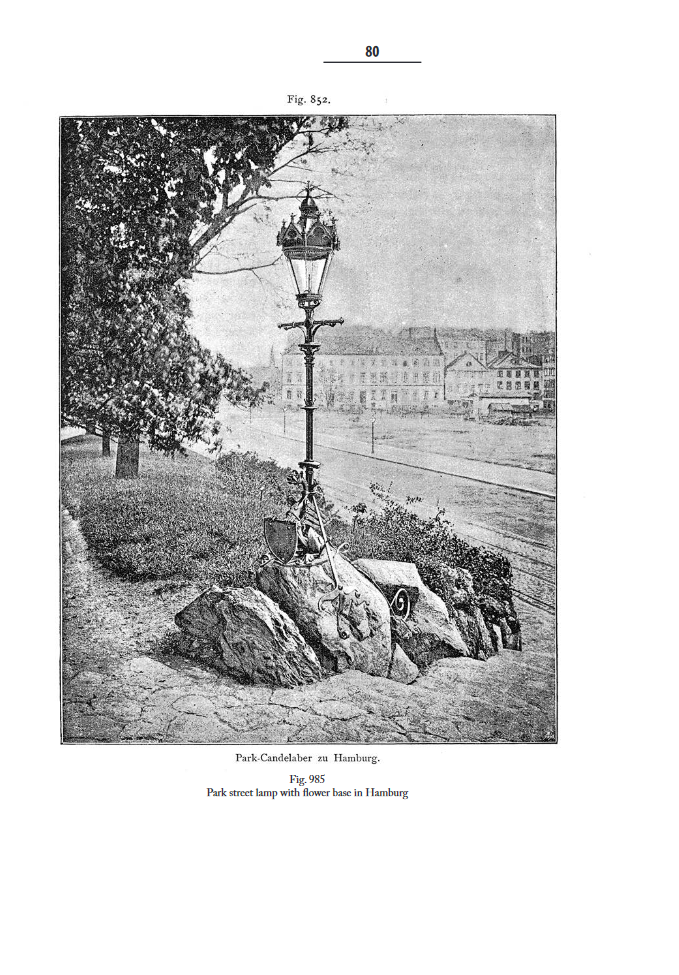 80
Fig. 852.
Park-Candelaber zu Hamburg.
Fig. 985
Park street lamp with flower base in Hamburg